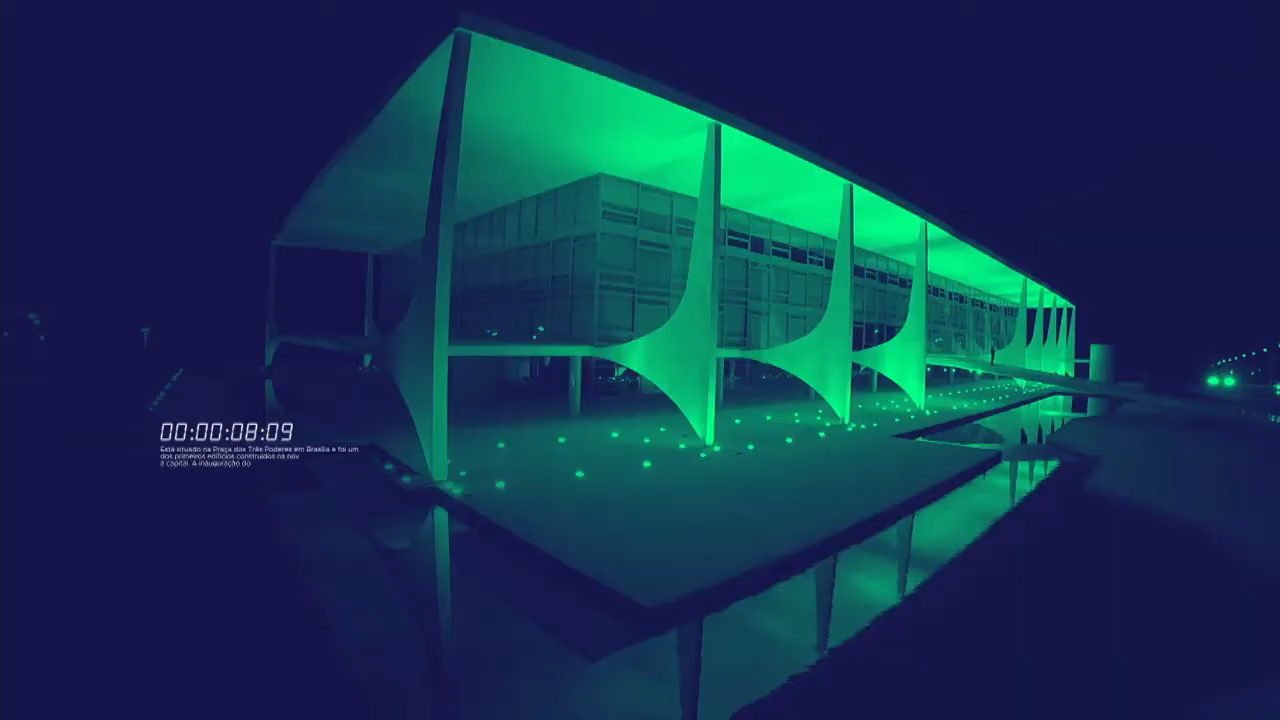 00:00:08:09
Está situado na Praça dos Três Poderes em Brasília e foi um
dos primeiros edifícios construídos na nov
a capital. A inauguração do